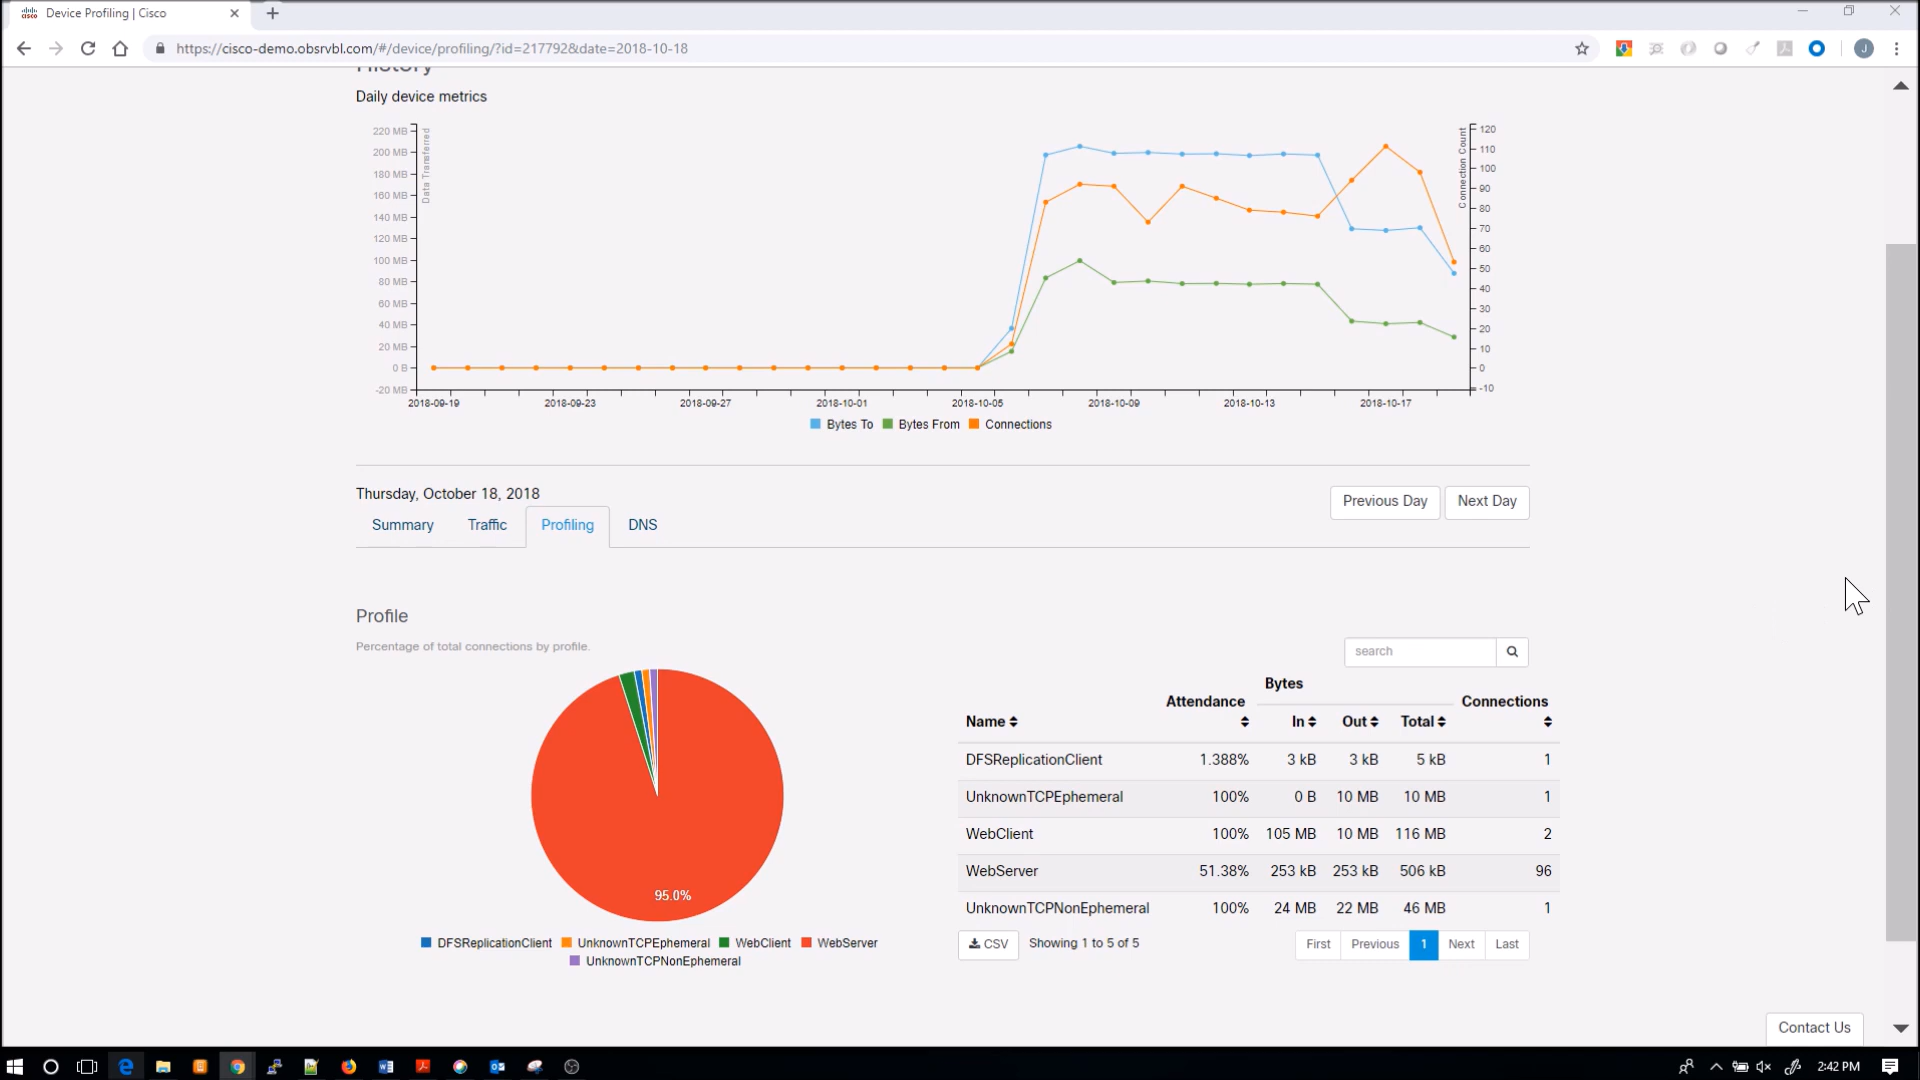 Device Profiling | Cisco
https://cisco-demo.obsrvbl.com/#/device/profiling/?id=217792&date=2018-10-18
J
History
Daily device metrics
220 MB
200 MB
180 MB
160 MB
140 MB
120 MB
100 MB
80 MB
60 MB
40 MB
20 MB
0 B
-20 MB
Data Transferred
Connection Count
120
110
100
90
80
70
60
50
40
30
20
10
0
-10
2018-09-19 2018-09-23 2018-09-27 2018-10-01 2018-10-05 2018-10-09 2018-10-13 2018-10-17
Bytes To Bytes From Connections
Thursday, October 18, 2018
Previous Day Next Day
Summary Traffic Profiling DNS
Profile
Percentage of total connections by profile.
95.0%
DFSReplicationClient UnknownTCPEphemeral WebClient WebServer
UnknownTCPNonEphemeral
search
Bytes
Attendance Connections
Name In Out Total
DFSReplicationClient 1.388% 3 kB 3 kB 5 kB 1
UnknownTCPEphemeral 100% 0 B 10 MB 10 MB 1
WebClient 100% 105 MB 10 MB 116 MB 2
WebServer 51.38% 253 kB 253 kB 506 kB 96
UnknownTCPNonEphemeral 100% 24 MB 22 MB 46 MB 1
CSV Showing 1 to 5 of 5 First Previous 1 Next Last
Contact Us
2:42 PM